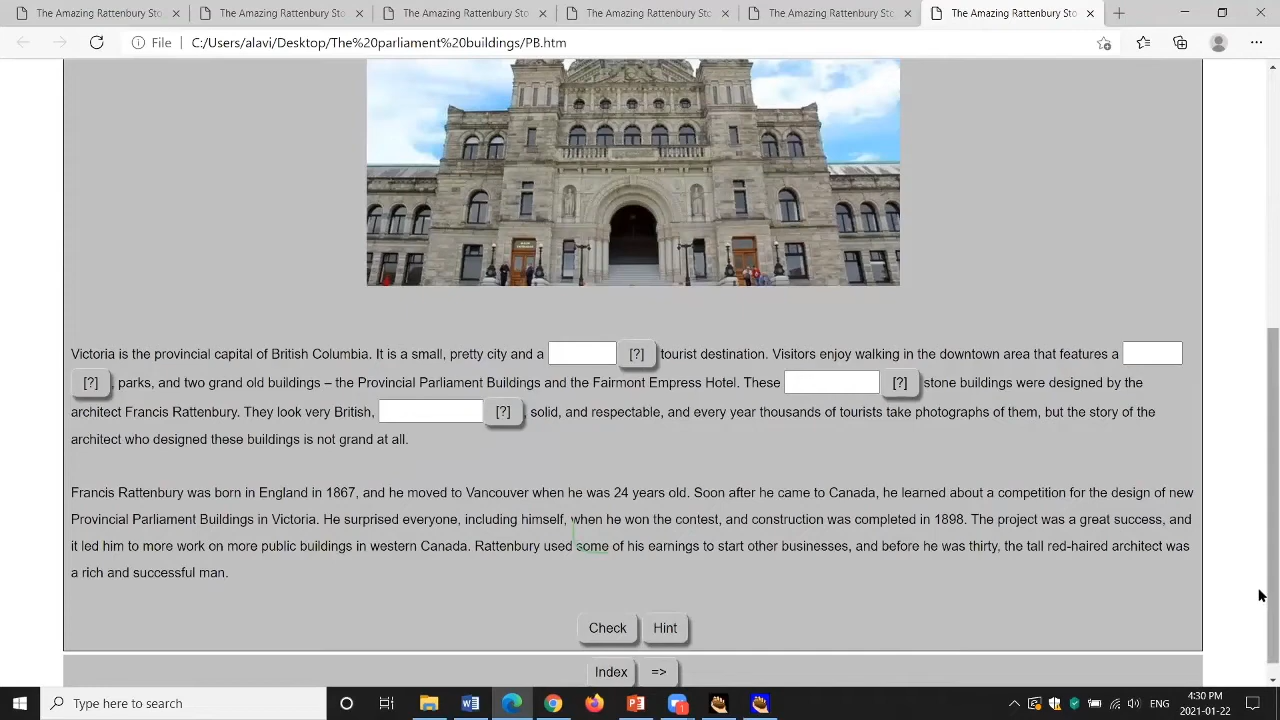 The Amazing Rattenbury Sto The Amazing Rattenbury Sto The Amazing Rattenbury Sto The Amazing Rattenbury Sto The Amazing Rattenbury Sto The Amazing Rattenbury Sto
File C:/Users/alavi/Desktop/The%20parliament%20buildings/PB.htm
Victoria is the provincial capital of British Columbia. It is a small, pretty city and a [?] tourist destination. Visitors enjoy walking in the downtown area that features a
[?], parks, and two grand old buildings – the Provincial Parliament Buildings and the Fairmont Empress Hotel. These [?] stone buildings were designed by the
architect Francis Rattenbury. They look very British, [?], solid, and respectable, and every year thousands of tourists take photographs of them, but the story of the
architect who designed these buildings is not grand at all.
Francis Rattenbury was born in England in 1867, and he moved to Vancouver when he was 24 years old. Soon after he came to Canada, he learned about a competition for the design of new
Provincial Parliament Buildings in Victoria. He surprised everyone, including himself, when he won the contest, and construction was completed in 1898. The project was a great success, and
it led him to more work on more public buildings in western Canada. Rattenbury used some of his earnings to start other businesses, and before he was thirty, the tall red-haired architect was
a rich and successful man.
Check Hint
Index =>
Type here to search
ENG
4:30 PM
2021-01-22